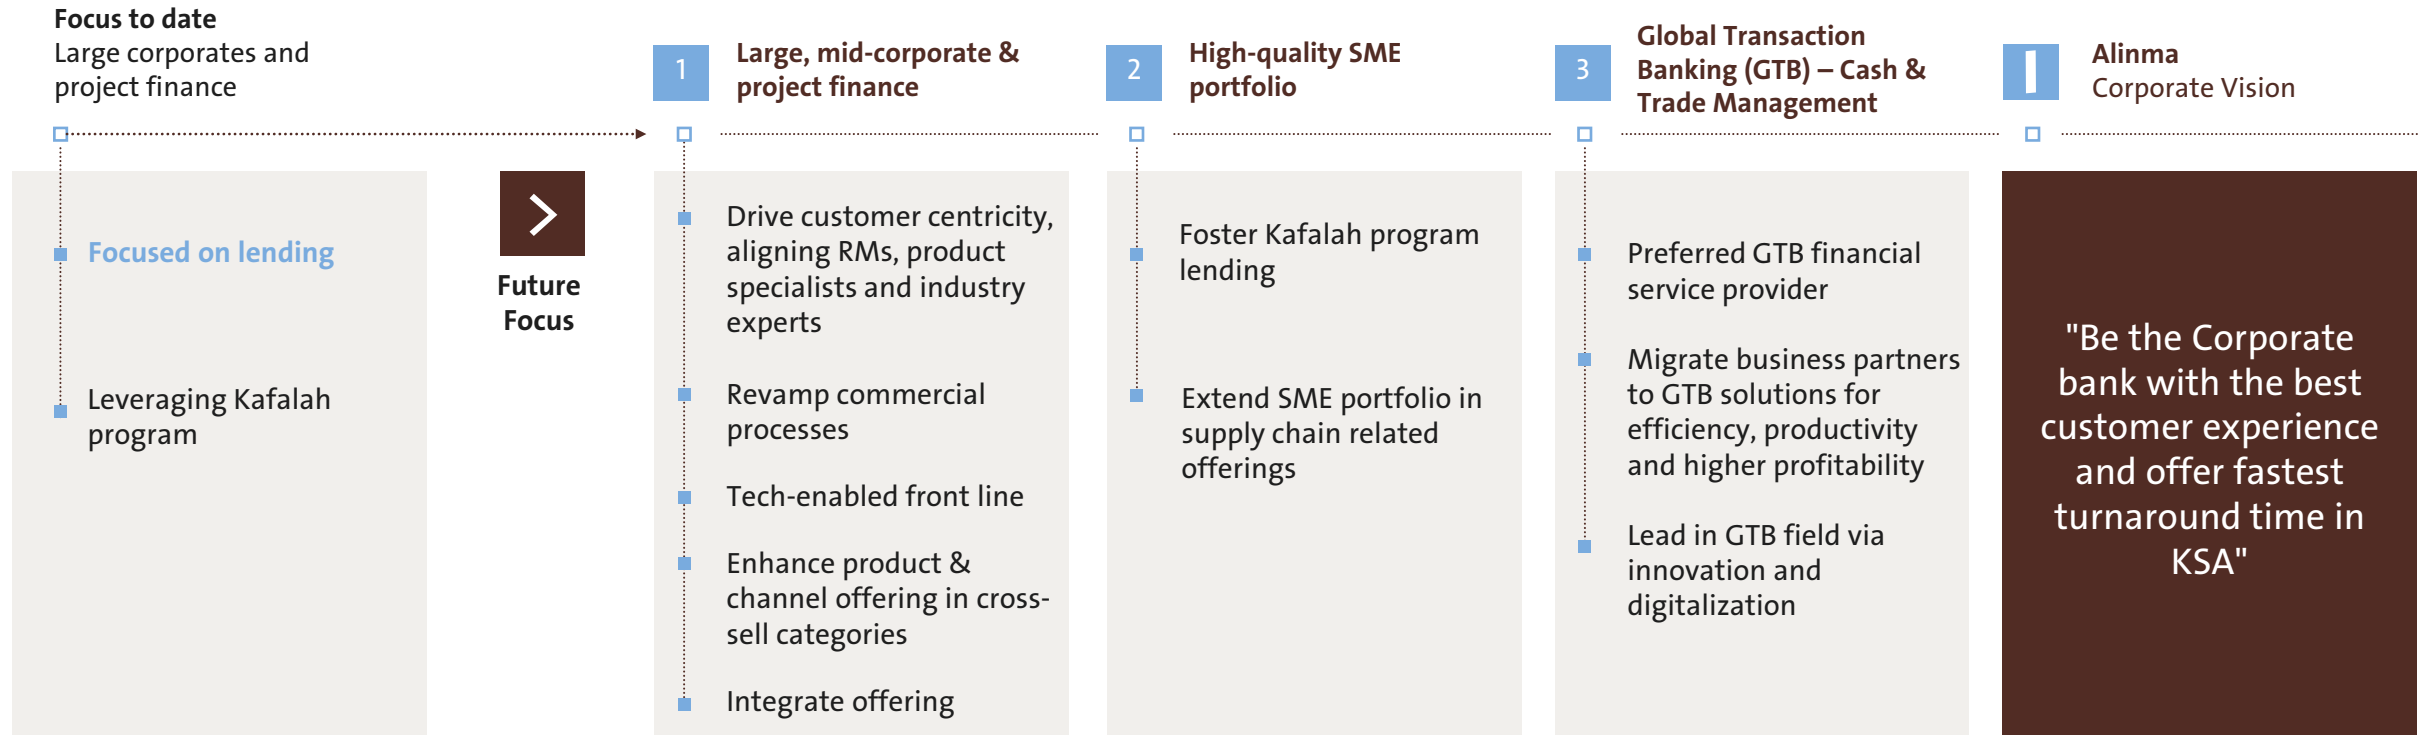 Focus to date
Large corporates and
project finance
Focused on lending
Leveraging Kafalah
program
Future
Focus
1
Large, mid-corporate &
project finance
Drive customer centricity,
aligning RMs, product
specialists and industry
experts
Revamp commercial
processes
Tech-enabled front line
Enhance product &
channel offering in cross-
sell categories
Integrate offering
2
High-quality SME
portfolio
Foster Kafalah program
lending
Extend SME portfolio in
supply chain related
offerings
3
Global Transaction
Banking (GTB) – Cash &
Trade Management
Preferred GTB financial
service provider
Migrate business partners
to GTB solutions for
efficiency, productivity
and higher profitability
Lead in GTB field via
innovation and
digitalization
Alinma
Corporate Vision
"Be the Corporate
bank with the best
customer experience
and offer fastest
turnaround time in
KSA"